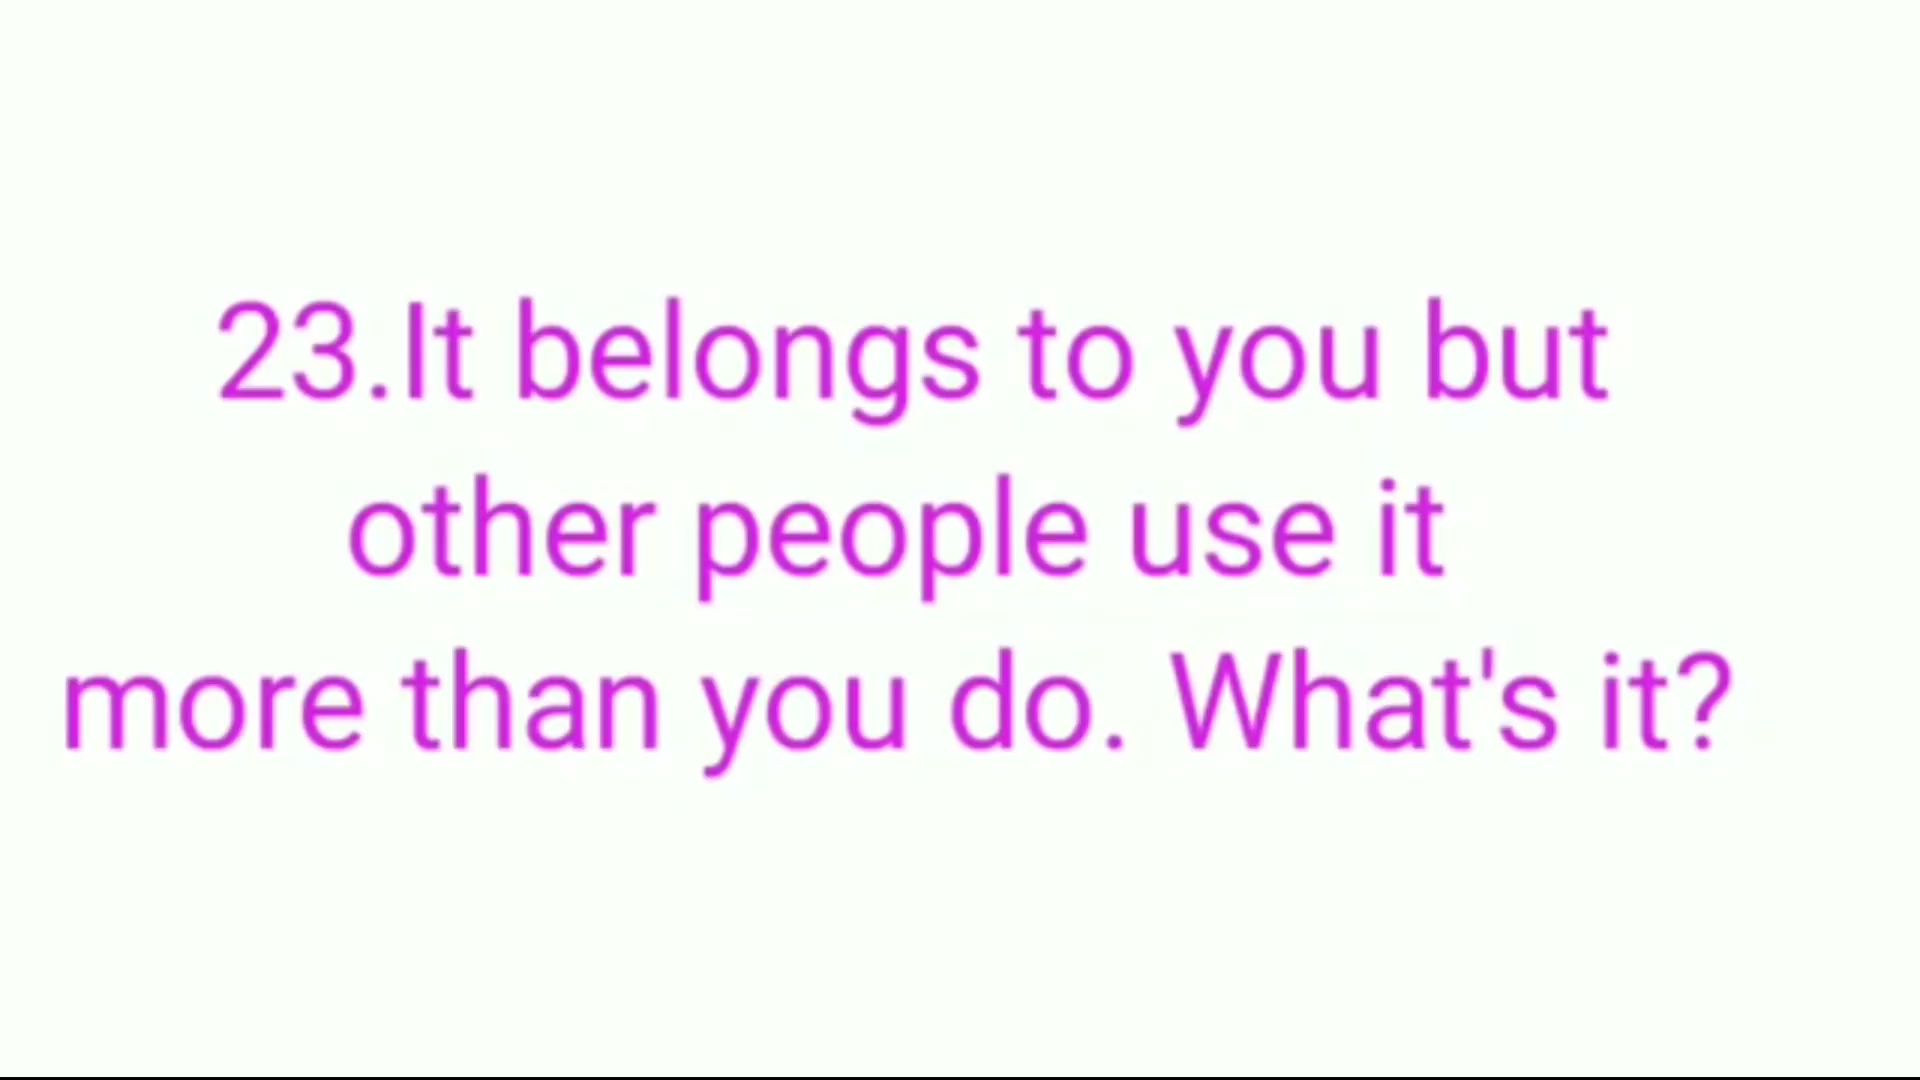 23.It belongs to you but
other people use it
more than you do. What's it?